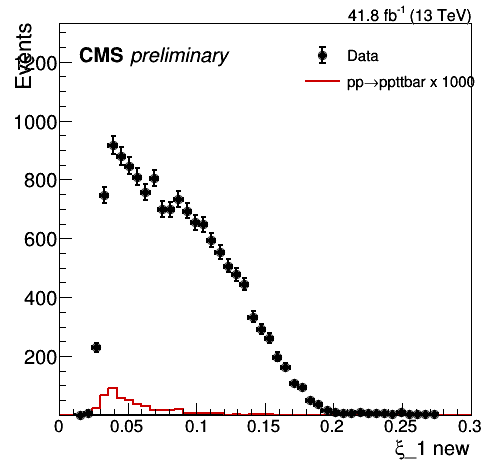 41.8 fb⁻¹ (13 TeV)
Events
CMS preliminary
Data
pp→ppttbar x 1000
1200
1000
800
600
400
200
0 0.05 0.1 0.15 0.2 0.25 0.3
ξ_1 new